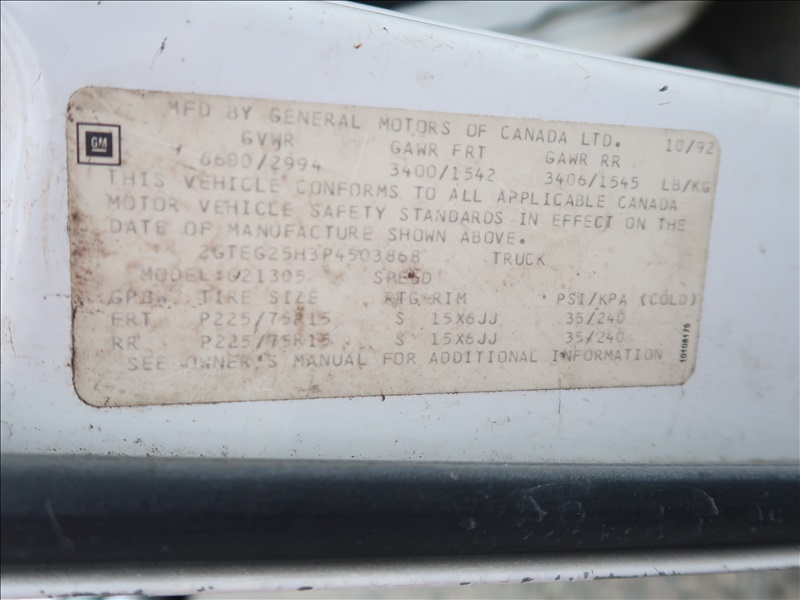 MFD BY GENERAL MOTORS OF CANADA LTD. 10/92
GM
GVWR GAWR FRT GAWR RR
6600/2994 3400/1542 3406/1545 LB/KG
THIS VEHICLE CONFORMS TO ALL APPLICABLE CANADA
MOTOR VEHICLE SAFETY STANDARDS IN EFFECT ON THE
DATE OF MANUFACTURE SHOWN ABOVE.
2GTEG25H3P4503868 TRUCK
MODEL:G21305 SPEED
TIRE SIZE RTG RIM PSI/KPA (COLD)
FRT P225/75R15 S 15X6JJ 35/240
RR P225/75R15 S 15X6JJ 35/240
SEE OWNER'S MANUAL FOR ADDITIONAL INFORMATION
10108175